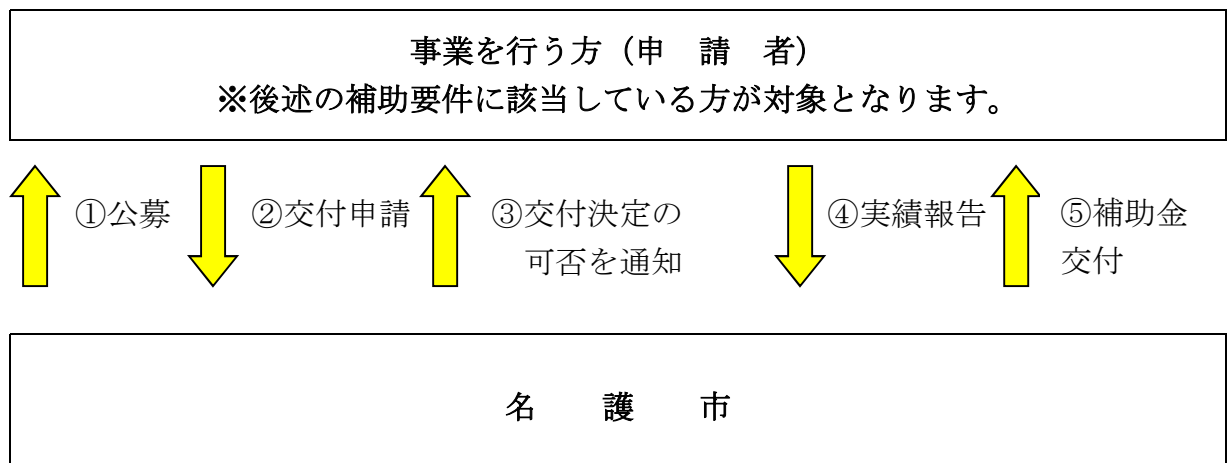 事業を行う方（申　請　者）
※後述の補助要件に該当している方が対象となります。
①公募
②交付申請
③交付決定の
可否を通知
④実績報告
⑤補助金
交付
名　　護　　市